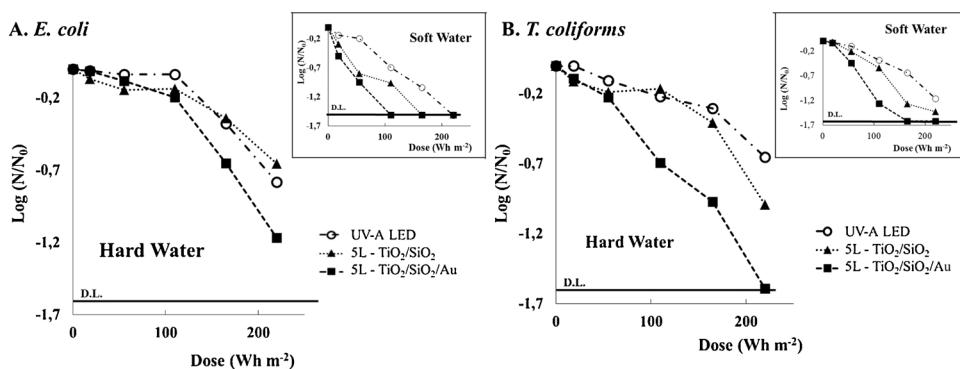 A. E. coli
Log (N/N0)
-0,2
-0,7
-1,2
-1,7
0
100
200
Dose (Wh m-2)
Hard Water
D.L.
UV-A LED
5L - TiO2/SiO2
5L - TiO2/SiO2/Au
Soft Water
Log (N/N0)
-0,2
-0,7
-1,2
-1,7
D.L.
0
100
200
Dose (Wh m-2)
B. T. coliforms
Log (N/N0)
-0,2
-0,7
-1,2
-1,7
0
100
200
Dose (Wh m-2)
Hard Water
D.L.
UV-A LED
5L - TiO2/SiO2
5L - TiO2/SiO2/Au
Soft Water
Log (N/N0)
-0,2
-0,7
-1,2
-1,7
D.L.
0
100
200
Dose (Wh m-2)